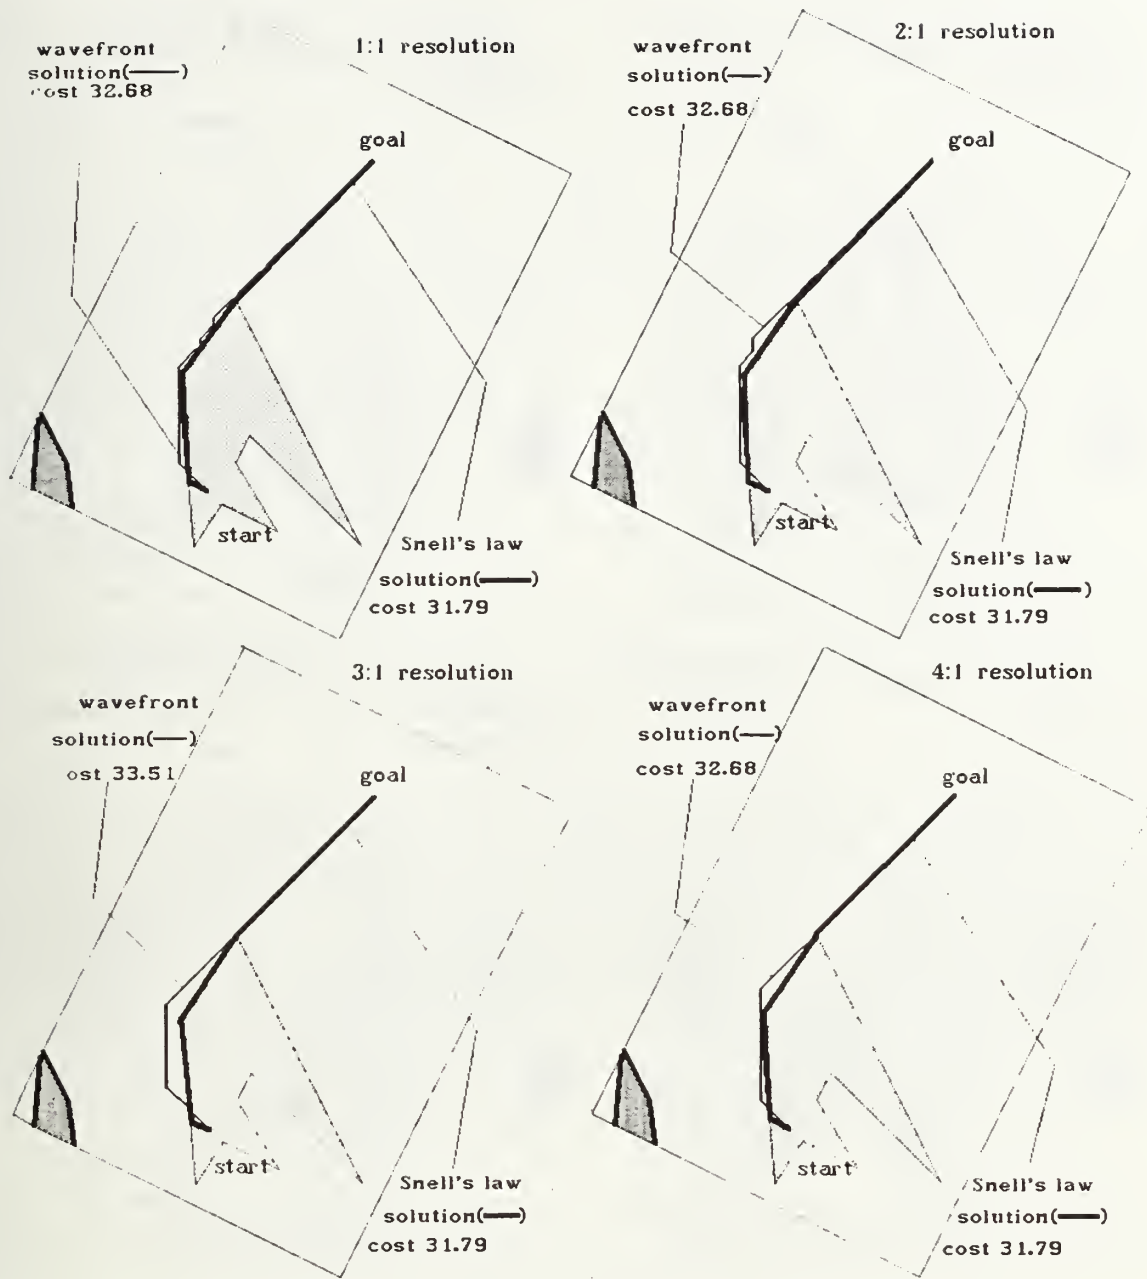 wavefront
solution(——)
cost 32.68
1:1 resolution
goal
start
Snell's law
solution(——)
cost 31.79
wavefront
solution(——)
cost 32.68
2:1 resolution
goal
start
Snell's law
solution(——)
cost 31.79
wavefront
solution(——)
ost 33.51
3:1 resolution
goal
start
Snell's law
solution(——)
cost 31.79
wavefront
solution(——)
cost 32.68
4:1 resolution
goal
start
Snell's law
solution(——)
cost 31.79